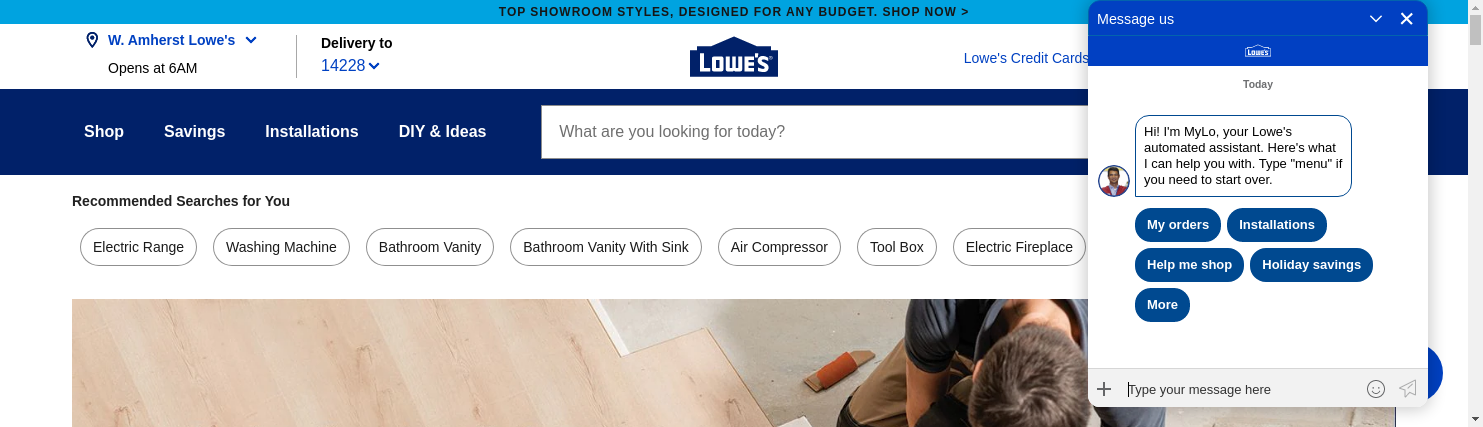 TOP SHOWROOM STYLES, DESIGNED FOR ANY BUDGET. SHOP NOW >
W. Amherst Lowe's
Opens at 6AM
Delivery to
14228
LOWE'S
Lowe's Credit Cards
Shop
Savings
Installations
DIY & Ideas
What are you looking for today?
Recommended Searches for You
Electric Range
Washing Machine
Bathroom Vanity
Bathroom Vanity With Sink
Air Compressor
Tool Box
Electric Fireplace
Message us
LOWE'S
Today
Hi! I'm MyLo, your Lowe's
automated assistant. Here's what
I can help you with. Type "menu" if
you need to start over.
My orders
Installations
Help me shop
Holiday savings
More
Type your message here